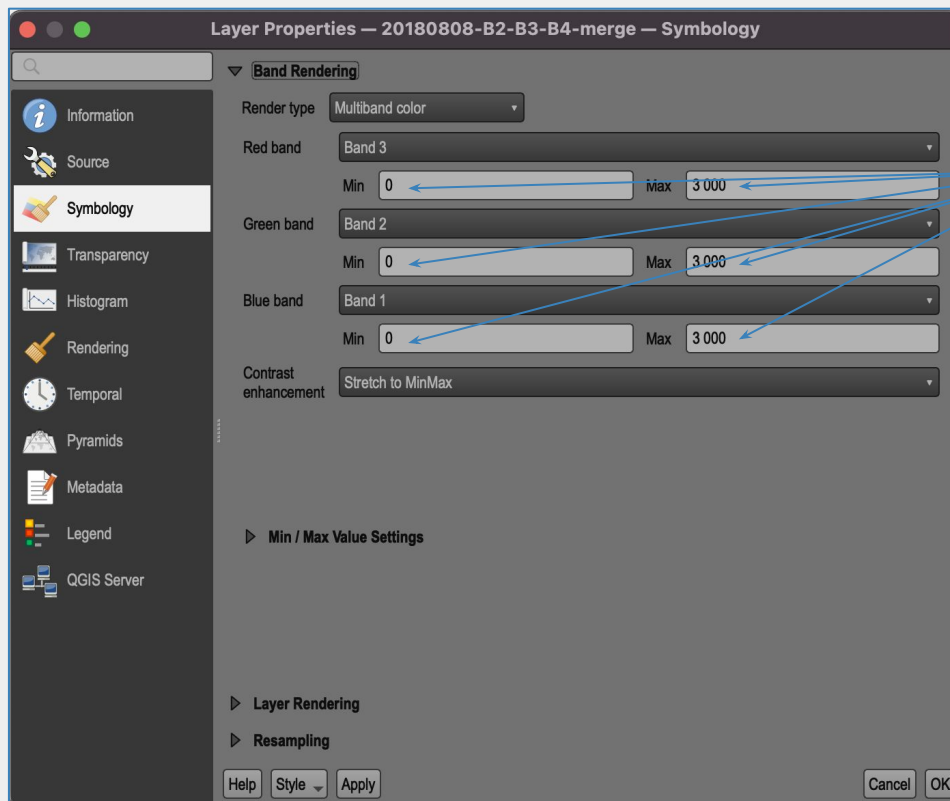 Layer Properties — 20180808-B2-B3-B4-merge — Symbology
Information
Source
Symbology
Transparency
Histogram
Rendering
Temporal
Pyramids
Metadata
Legend
QGIS Server
Band Rendering
Render type Multiband color
Red band Band 3
Min 0 Max 3 000
Green band Band 2
Min 0 Max 3 000
Blue band Band 1
Min 0 Max 3 000
Contrast
enhancement Stretch to MinMax
Min / Max Value Settings
Layer Rendering
Resampling
Help Style Apply Cancel OK